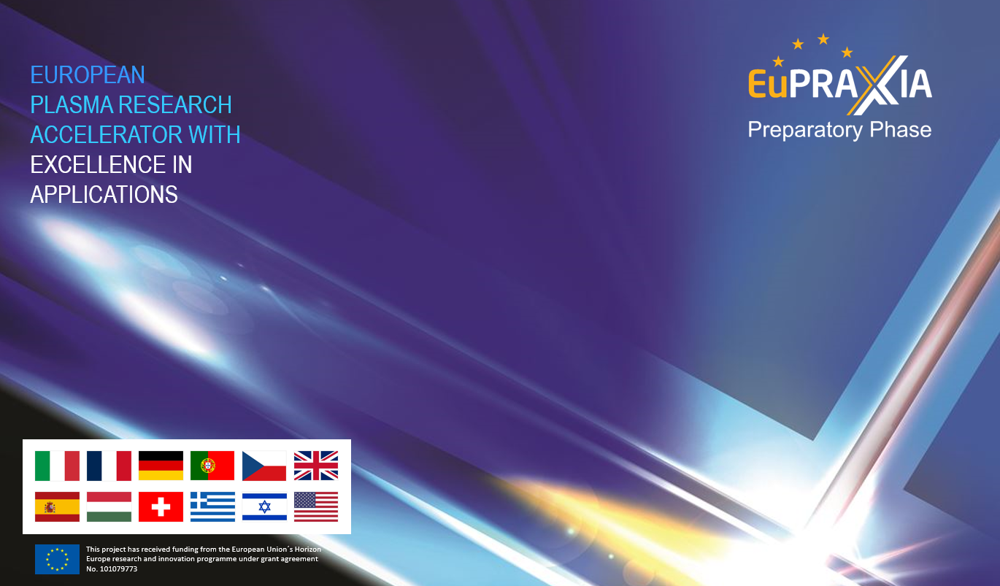 EUROPEAN
PLASMA RESEARCH
ACCELERATOR WITH
EXCELLENCE IN
APPLICATIONS
EuPRAXIA
Preparatory Phase
This project has received funding from the European Union´s Horizon
Europe research and innovation programme under grant agreement
No. 101079773